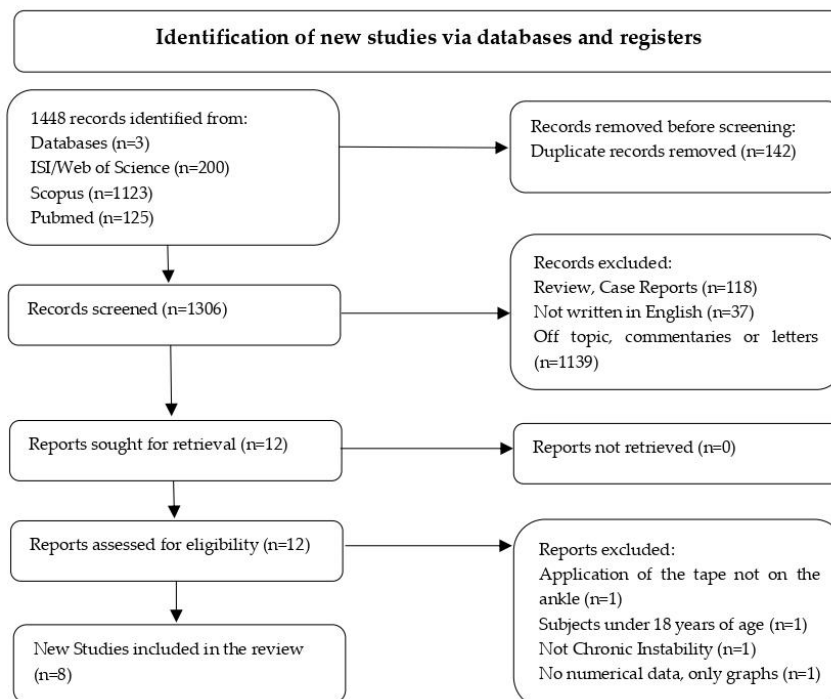 Identification of new studies via databases and registers
1448 records identified from:
Databases (n=3)
ISI/Web of Science (n=200)
Scopus (n=1123)
Pubmed (n=125)
Records removed before screening:
Duplicate records removed (n=142)
Records screened (n=1306)
Records excluded:
Review, Case Reports (n=118)
Not written in English (n=37)
Off topic, commentaries or letters
(n=1139)
Reports sought for retrieval (n=12)
Reports not retrieved (n=0)
Reports assessed for eligibility (n=12)
Reports excluded:
Application of the tape not on the
ankle (n=1)
Subjects under 18 years of age (n=1)
Not Chronic Instability (n=1)
No numerical data, only graphs (n=1)
New Studies included in the review
(n=8)